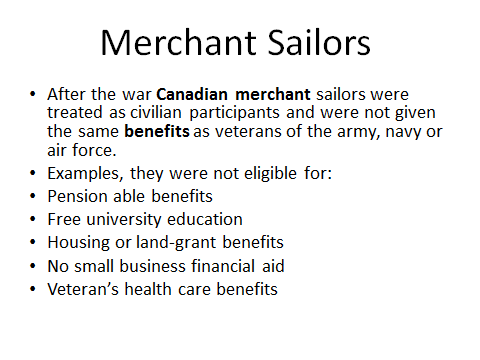 Merchant Sailors
• After the war Canadian merchant sailors were
treated as civilian participants and were not given
the same benefits as veterans of the army, navy or
air force.
• Examples, they were not eligible for:
• Pension able benefits
• Free university education
• Housing or land-grant benefits
• No small business financial aid
• Veteran’s health care benefits